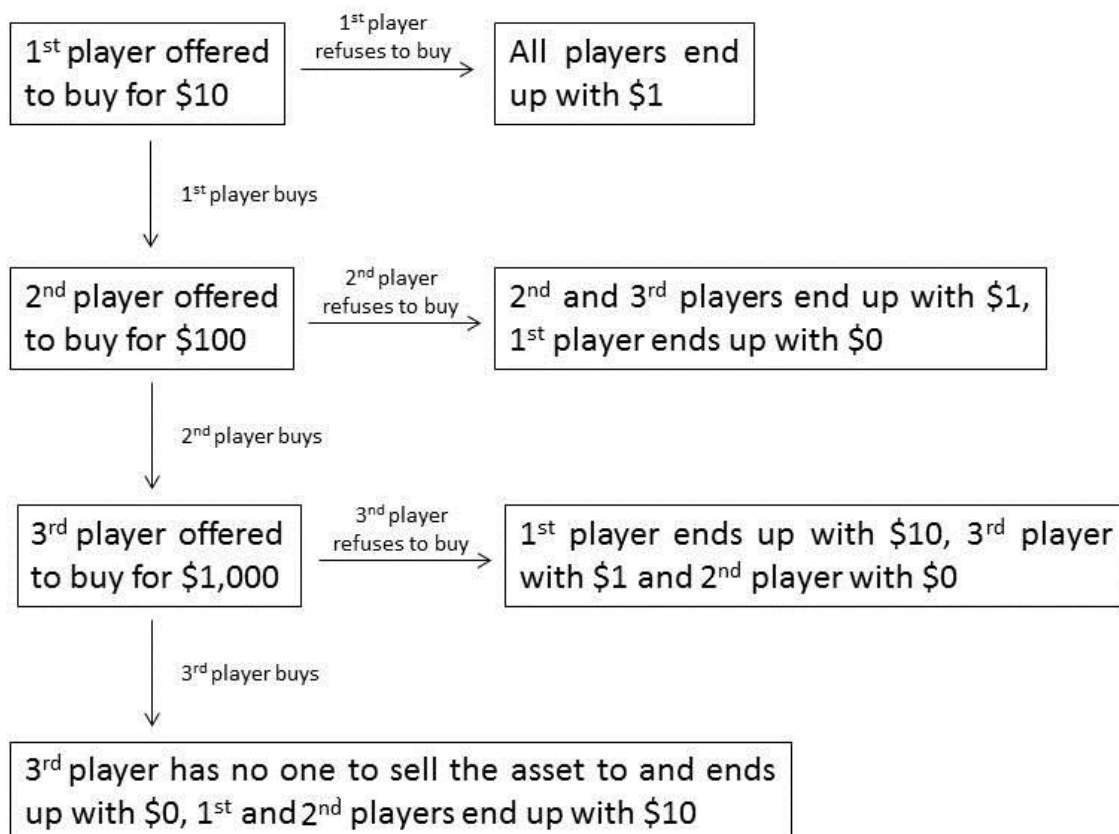 1st player offered
to buy for $10
1st player
refuses to buy
All players end
up with $1
1st player buys
2nd player offered
to buy for $100
2nd player
refuses to buy
2nd and 3rd players end up with $1,
1st player ends up with $0
2nd player buys
3rd player offered
to buy for $1,000
3nd player
refuses to buy
1st player ends up with $10, 3rd player
with $1 and 2nd player with $0
3rd player buys
3rd player has no one to sell the asset to and ends
up with $0, 1st and 2nd players end up with $10